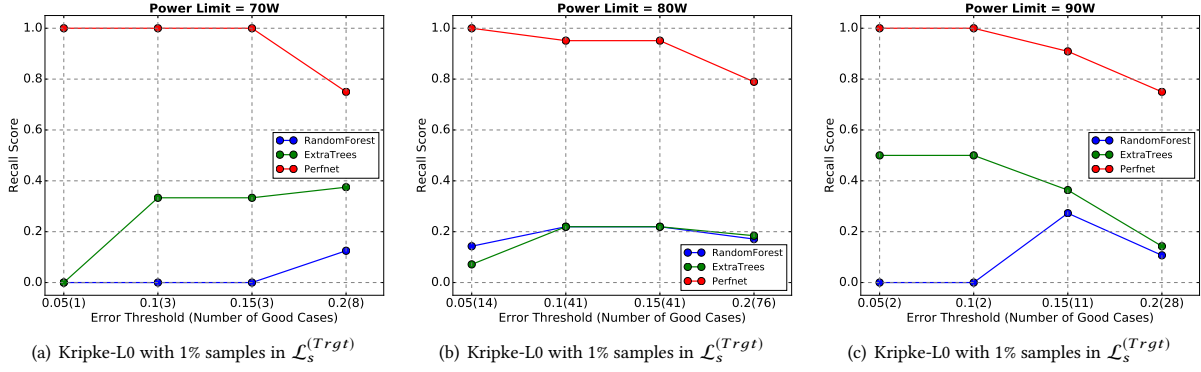 Power Limit = 70W
Recall Score
1.0
0.8
0.6
0.4
0.2
0.0
RandomForest
ExtraTrees
Perfnet
0.05(1) 0.1(3) 0.15(3) 0.2(8)
Error Threshold (Number of Good Cases)
(a) Kripke-L0 with 1% samples in ℒₛ^(Trgt)
Power Limit = 80W
Recall Score
1.0
0.8
0.6
0.4
0.2
0.0
RandomForest
ExtraTrees
Perfnet
0.05(14) 0.1(41) 0.15(41) 0.2(76)
Error Threshold (Number of Good Cases)
(b) Kripke-L0 with 1% samples in ℒₛ^(Trgt)
Power Limit = 90W
Recall Score
1.0
0.8
0.6
0.4
0.2
0.0
RandomForest
ExtraTrees
Perfnet
0.05(2) 0.1(2) 0.15(11) 0.2(28)
Error Threshold (Number of Good Cases)
(c) Kripke-L0 with 1% samples in ℒₛ^(Trgt)